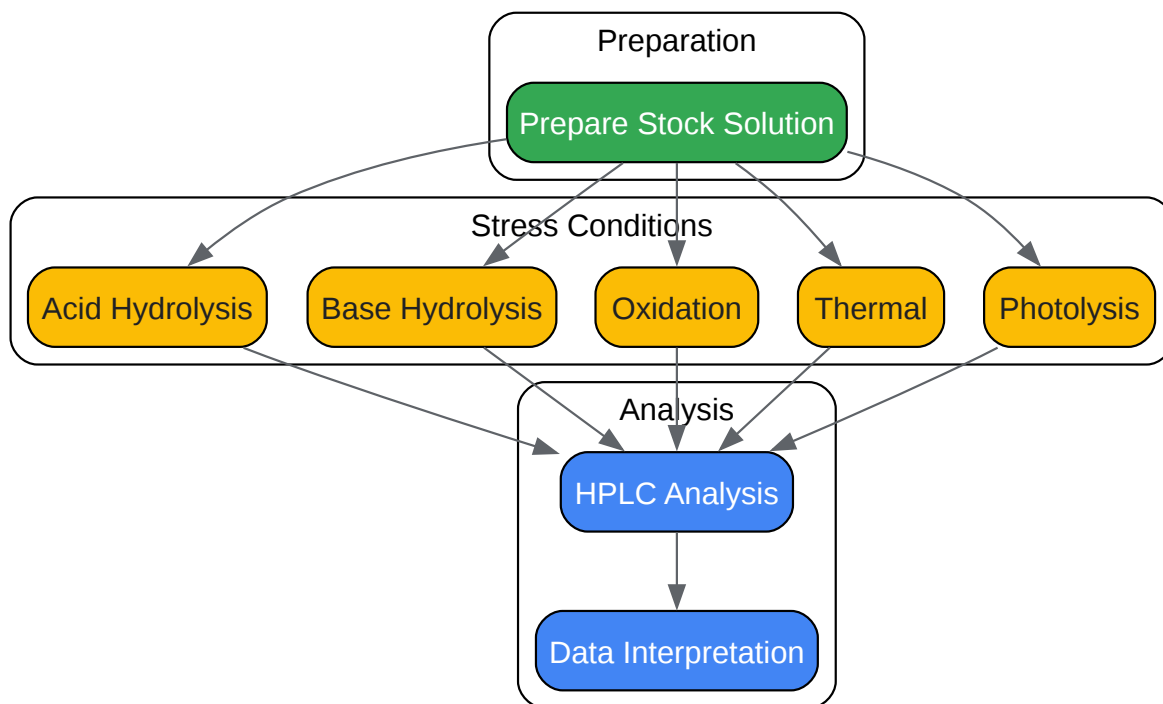 Preparation
Prepare Stock Solution
Stress Conditions
Acid Hydrolysis
Base Hydrolysis
Oxidation
Thermal
Photolysis
Analysis
HPLC Analysis
Data Interpretation